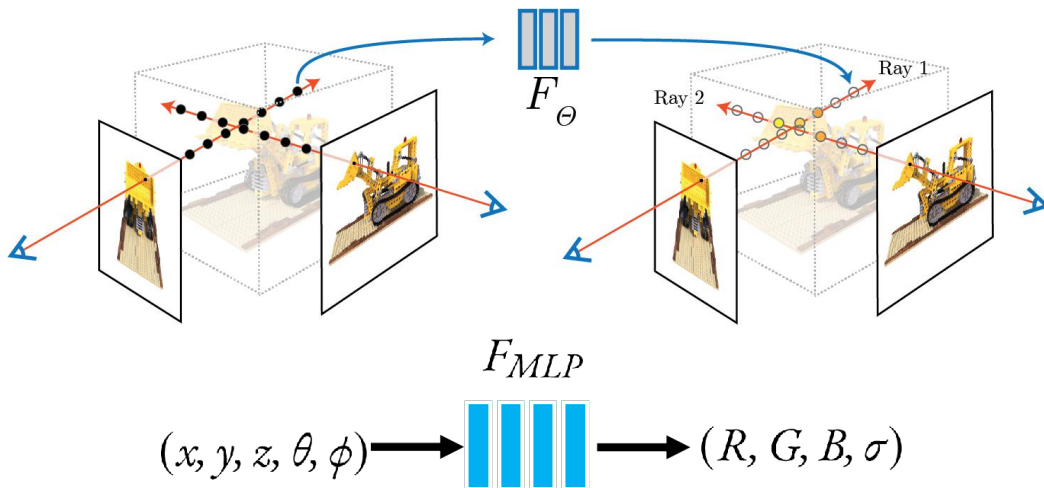 F_Θ
Ray 1
Ray 2
F_MLP
(x, y, z, θ, ϕ)
(R, G, B, σ)